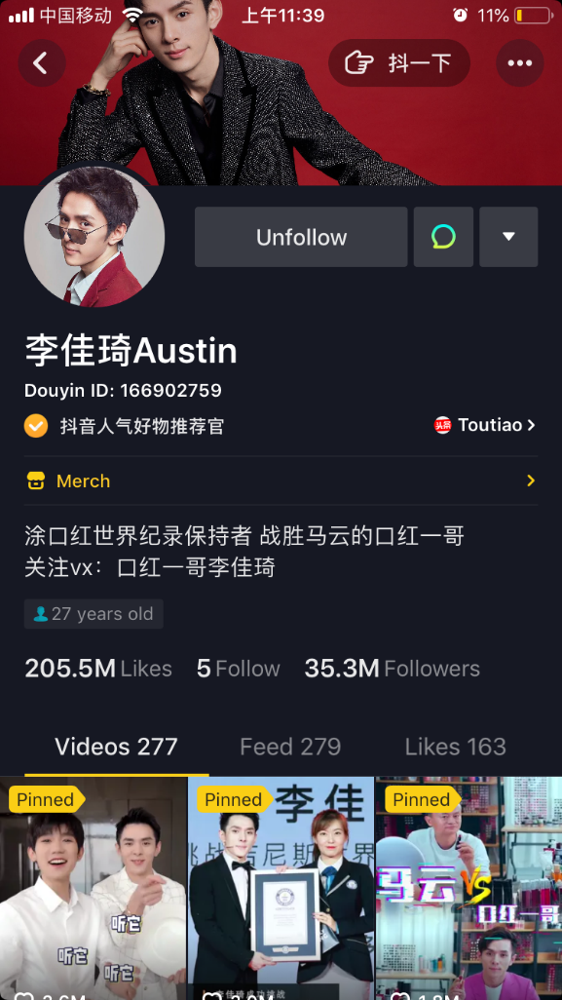 中国移动 上午11:39 11%
抖一下
Unfollow
李佳琦Austin
Douyin ID: 166902759
抖音人气好物推荐官 头条 Toutiao
Merch
涂口红世界纪录保持者 战胜马云的口红一哥
关注vx：口红一哥李佳琦
27 years old
205.5M Likes 5 Follow 35.3M Followers
Videos 277 Feed 279 Likes 163
Pinned Pinned Pinned
李佳
挑战吉尼斯世界
马云 VS
口红一哥
听它
听它
听它